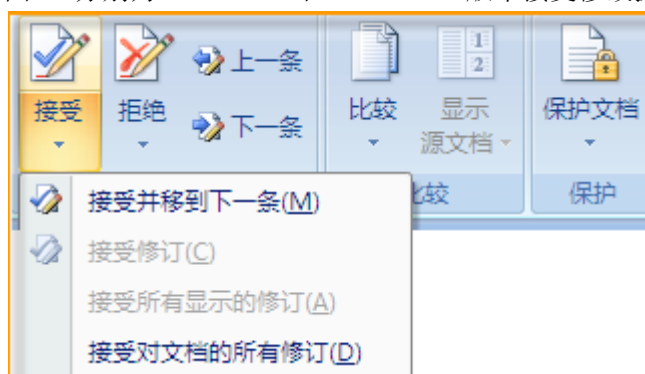 接受
拒绝
上一条
下一条
比较
1
2
显示
源文档
保护文档
比较
保护
接受并移到下一条(M)
接受修订(C)
接受所有显示的修订(A)
接受对文档的所有修订(D)